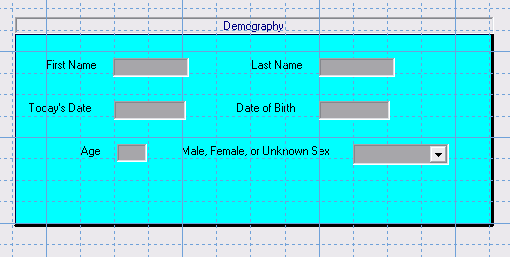 Demography
First Name Last Name
Today's Date Date of Birth
Age Male, Female, or Unknown Sex